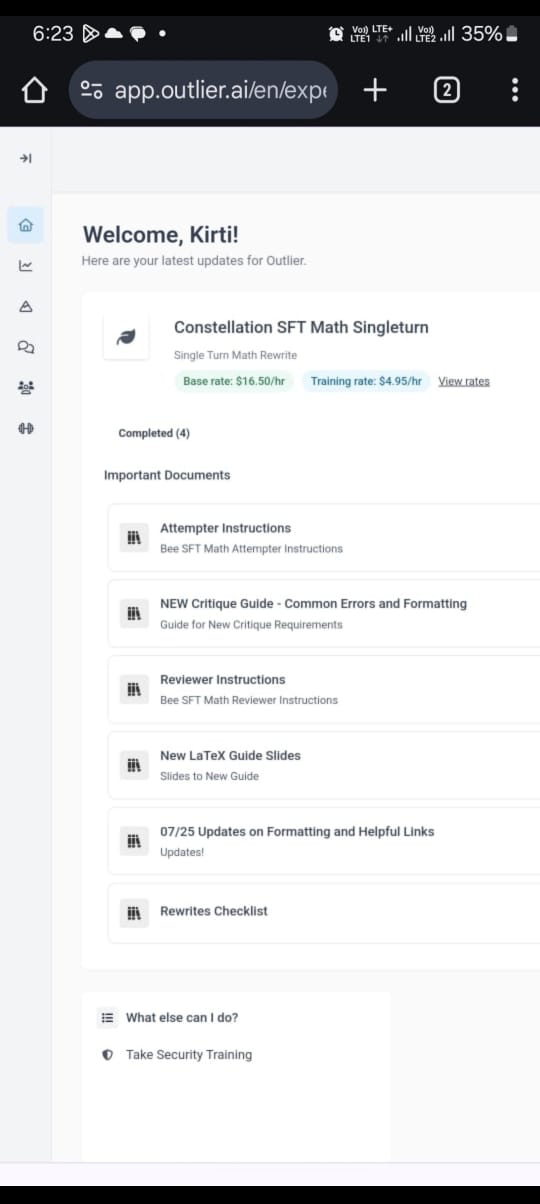 6:23
Vo)) LTE+
LTE1
Vo))
LTE2
35%
app.outlier.ai/en/expe
2
Welcome, Kirti!
Here are your latest updates for Outlier.
Constellation SFT Math Singleturn
Single Turn Math Rewrite
Base rate: $16.50/hr Training rate: $4.95/hr View rates
Completed (4)
Important Documents
Attempter Instructions
Bee SFT Math Attempter Instructions
NEW Critique Guide - Common Errors and Formatting
Guide for New Critique Requirements
Reviewer Instructions
Bee SFT Math Reviewer Instructions
New LaTeX Guide Slides
Slides to New Guide
07/25 Updates on Formatting and Helpful Links
Updates!
Rewrites Checklist
What else can I do?
Take Security Training